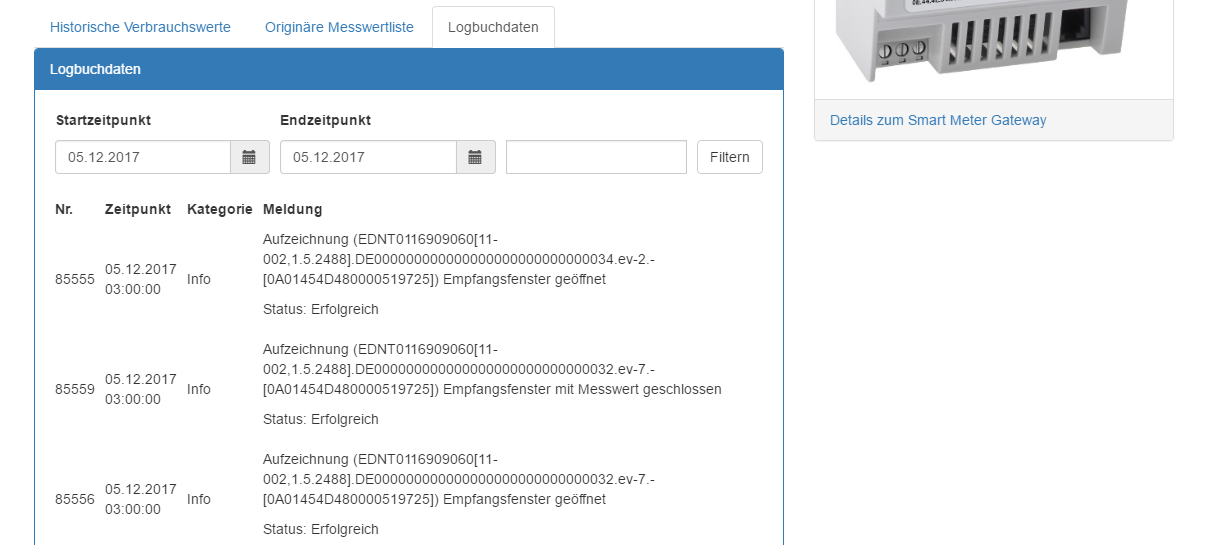 Historische Verbrauchswerte Originäre Messwertliste Logbuchdaten
Logbuchdaten
Startzeitpunkt Endzeitpunkt
05.12.2017 05.12.2017 Filtern
Nr. Zeitpunkt Kategorie Meldung
85555 05.12.2017 03:00:00 Info
Aufzeichnung (EDNT0116909060[11-
002,1.5.2488].DE000000000000000000000000000034.ev-2.-
[0A01454D480000519725]) Empfangsfenster geöffnet
Status: Erfolgreich
85559 05.12.2017 03:00:00 Info
Aufzeichnung (EDNT0116909060[11-
002,1.5.2488].DE000000000000000000000000000032.ev-7.-
[0A01454D480000519725]) Empfangsfenster mit Messwert geschlossen
Status: Erfolgreich
85556 05.12.2017 03:00:00 Info
Aufzeichnung (EDNT0116909060[11-
002,1.5.2488].DE000000000000000000000000000032.ev-7.-
[0A01454D480000519725]) Empfangsfenster geöffnet
Status: Erfolgreich
Details zum Smart Meter Gateway